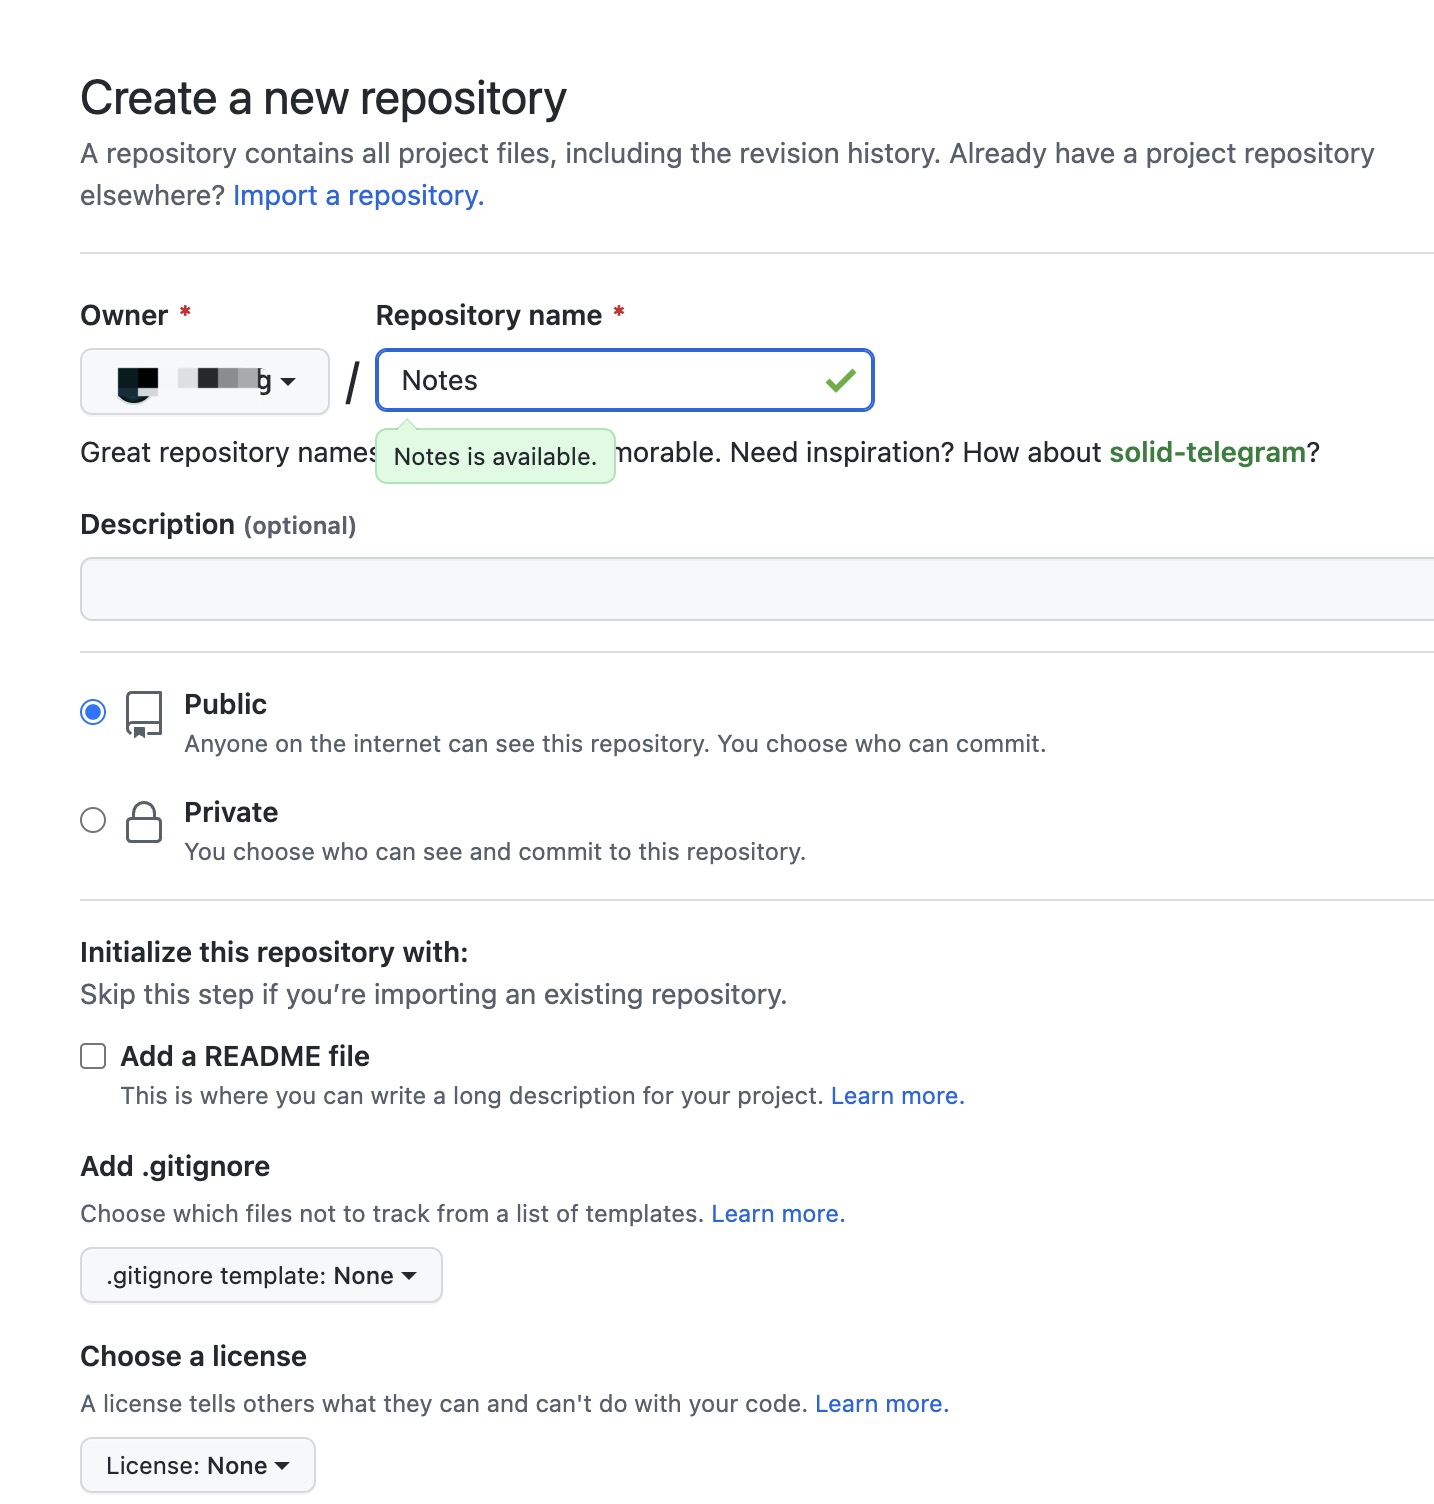 Create a new repository
A repository contains all project files, including the revision history. Already have a project repository
elsewhere? Import a repository.
Owner * Repository name *
g / Notes
Great repository names morable. Need inspiration? How about solid-telegram?
Notes is available.
Description (optional)
Public
Anyone on the internet can see this repository. You choose who can commit.
Private
You choose who can see and commit to this repository.
Initialize this repository with:
Skip this step if you’re importing an existing repository.
Add a README file
This is where you can write a long description for your project. Learn more.
Add .gitignore
Choose which files not to track from a list of templates. Learn more.
.gitignore template: None
Choose a license
A license tells others what they can and can't do with your code. Learn more.
License: None